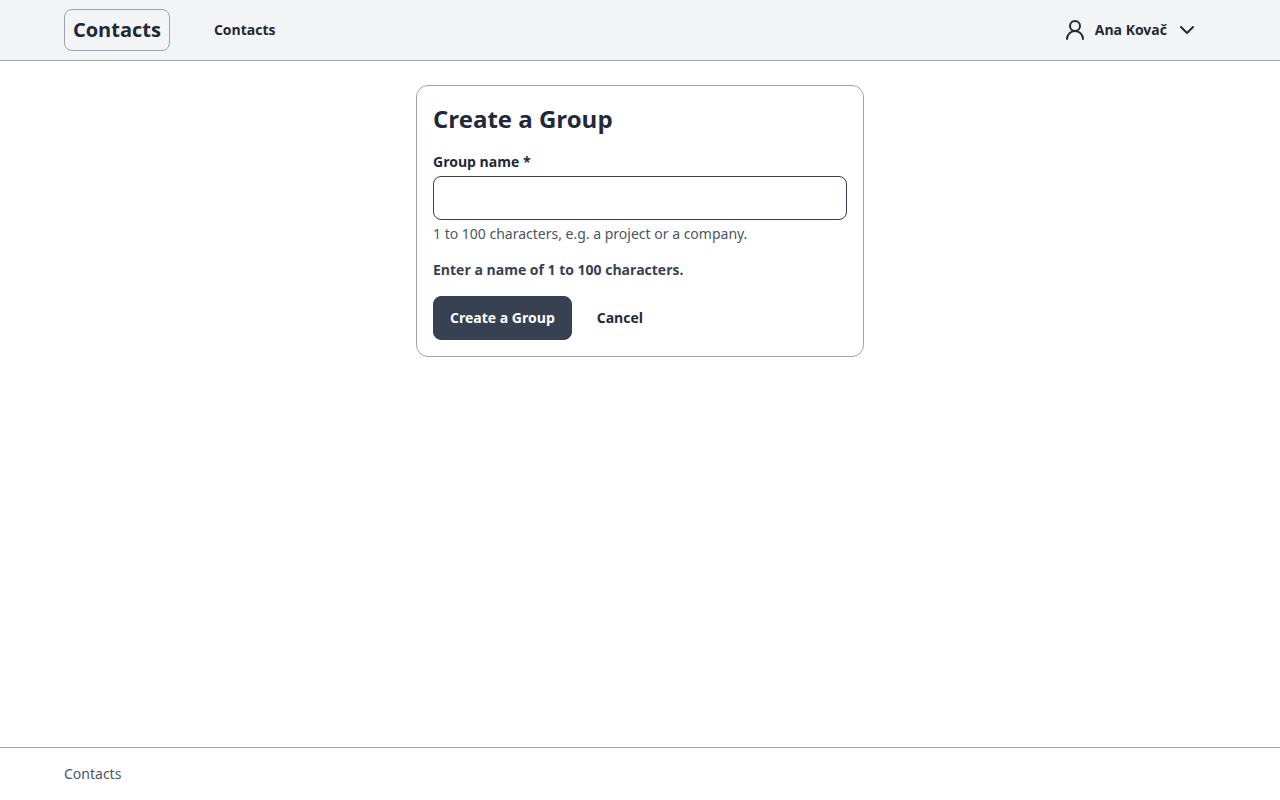 Contacts
Contacts
Ana Kovač
Create a Group
Group name *
1 to 100 characters, e.g. a project or a company.
Enter a name of 1 to 100 characters.
Create a Group
Cancel
Contacts